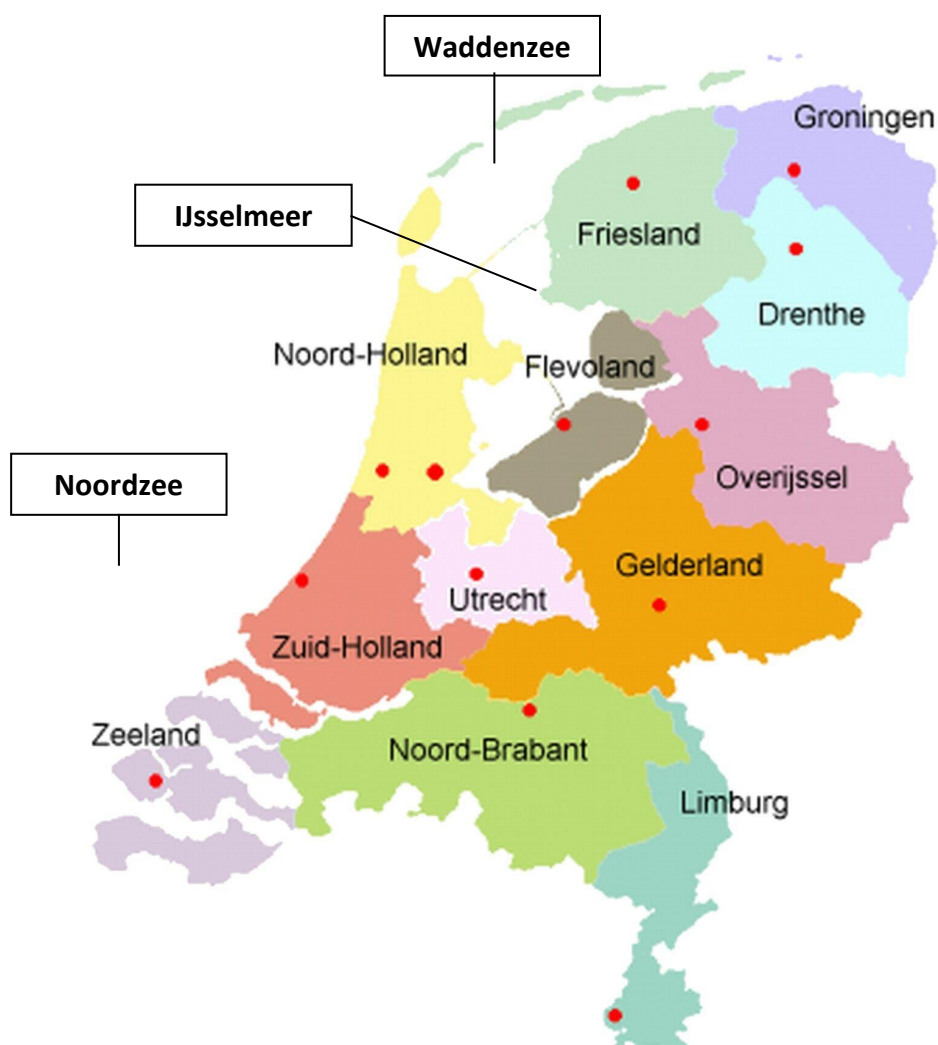 Waddenzee
Groningen
IJsselmeer
Friesland
Drenthe
Noord-Holland
Flevoland
Noordzee
Overijssel
Gelderland
Utrecht
Zuid-Holland
Zeeland
Noord-Brabant
Limburg